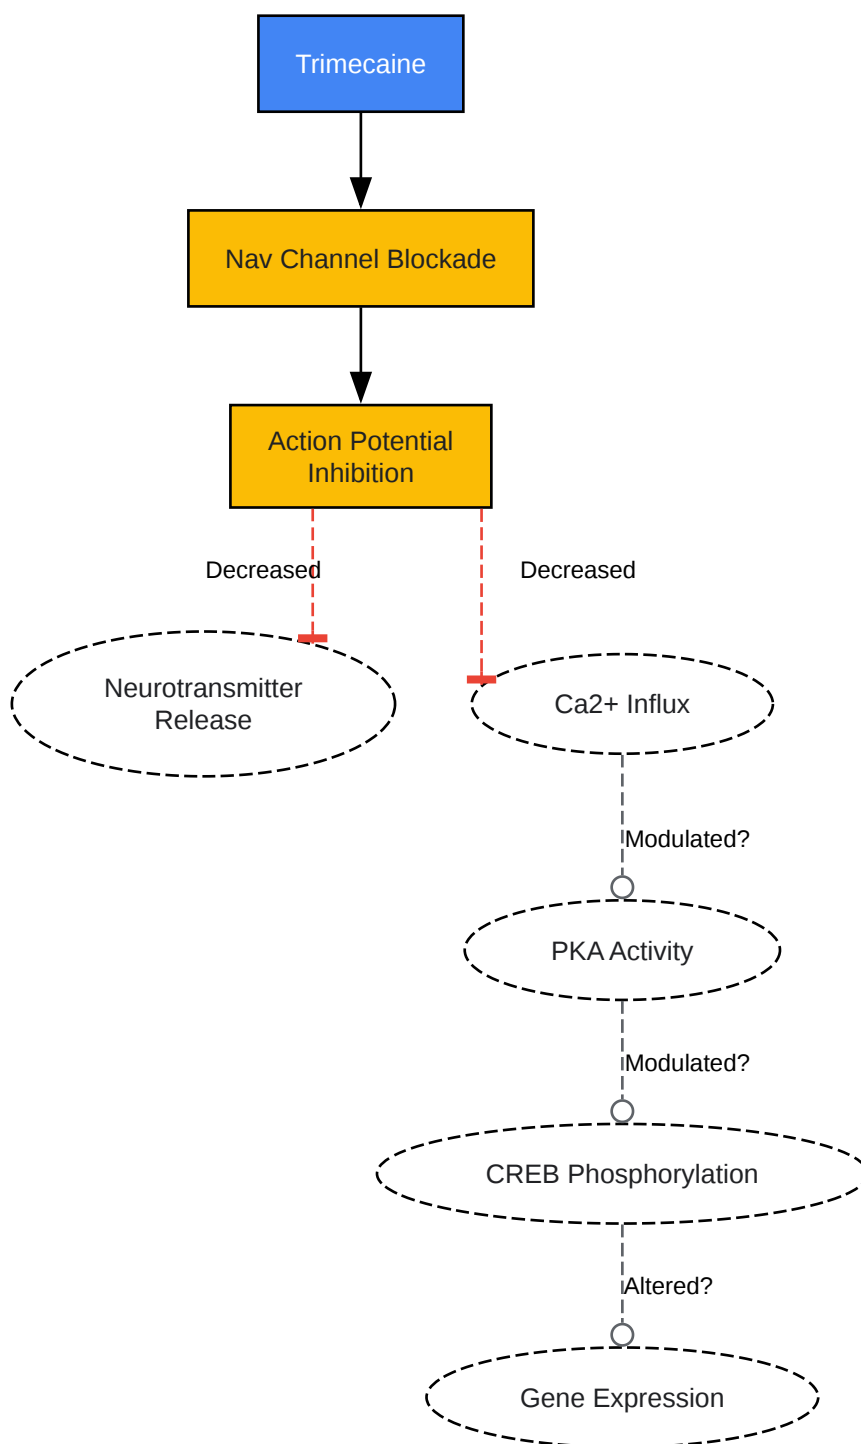 Trimecaine
Nav Channel Blockade
Action Potential
Inhibition
Decreased
Decreased
Neurotransmitter
Release
Ca2+ Influx
Modulated?
PKA Activity
Modulated?
CREB Phosphorylation
Altered?
Gene Expression